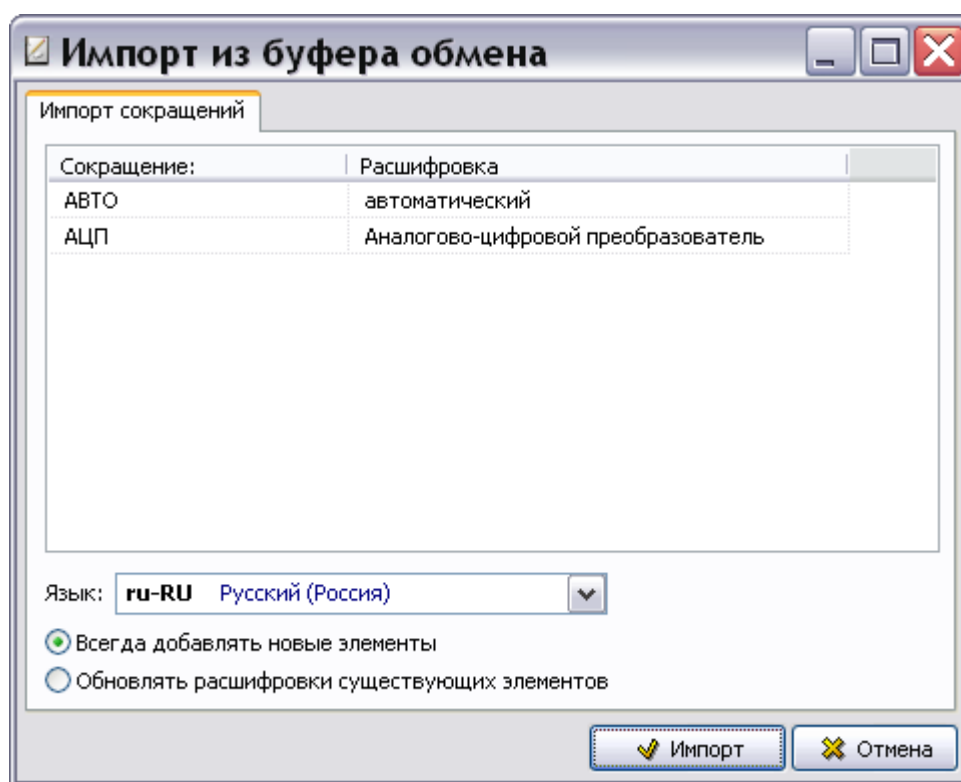 Импорт из буфера обмена
Импорт сокращений
Сокращение: Расшифровка
АВТО автоматический
АЦП Аналогово-цифровой преобразователь
Язык: ru-RU Русский (Россия)
Всегда добавлять новые элементы
Обновлять расшифровки существующих элементов
Импорт Отмена